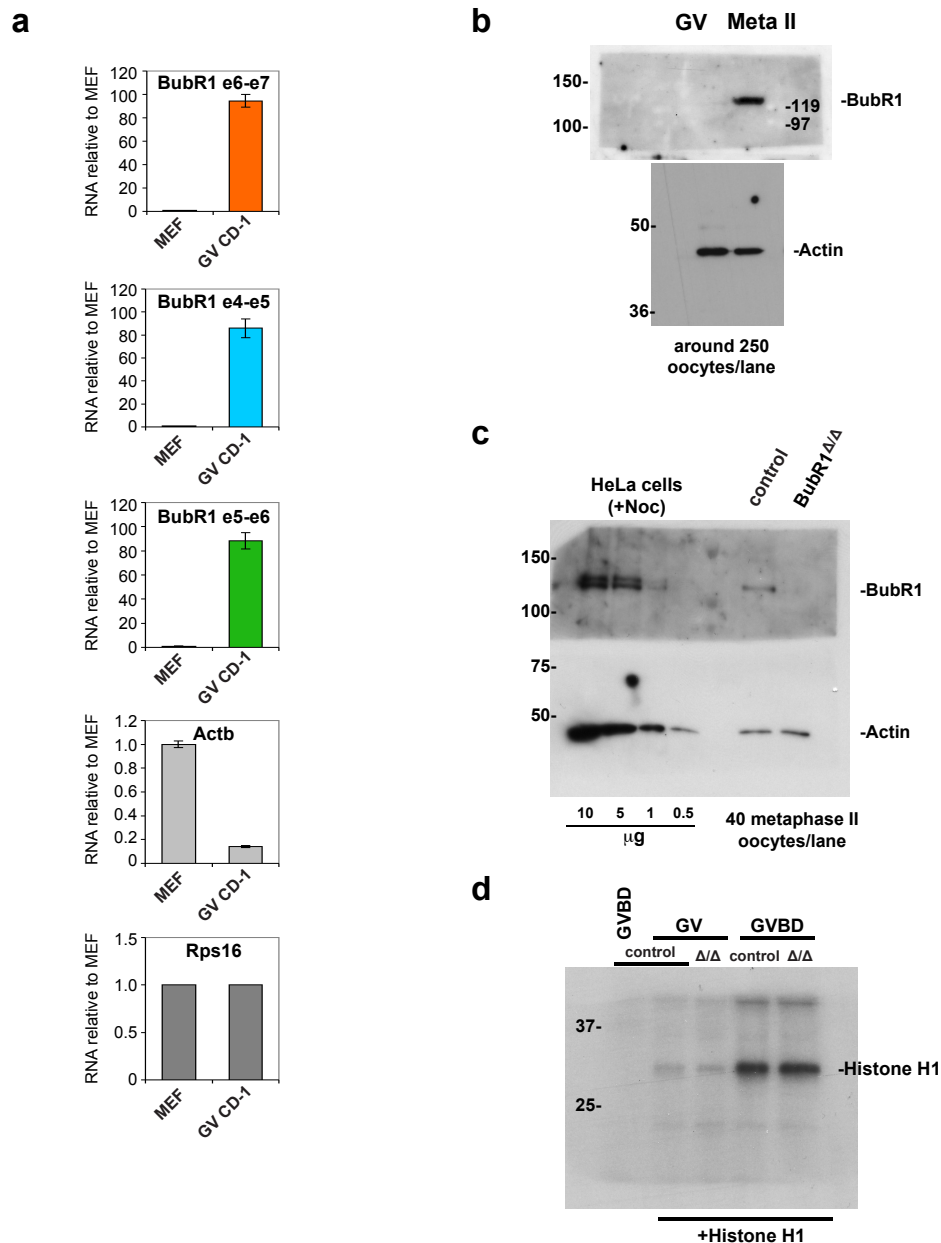 a
BubR1 e6-e7
RNA relative to MEF
120
100
80
60
40
20
0
MEF
GV CD-1
BubR1 e4-e5
RNA relative to MEF
120
100
80
60
40
20
0
MEF
GV CD-1
BubR1 e5-e6
RNA relative to MEF
120
100
80
60
40
20
0
MEF
GV CD-1
Actb
RNA relative to MEF
1.2
1.0
0.8
0.6
0.4
0.2
0
MEF
GV CD-1
Rps16
RNA relative to MEF
1.5
1.0
0.5
0
MEF
GV CD-1
b
GV Meta II
150-
100-
-119
-97
-BubR1
50-
36-
-Actin
around 250
oocytes/lane
c
HeLa cells
(+Noc)
control
BubR1Δ/Δ
150-
100-
-BubR1
75-
50-
-Actin
10 5 1 0.5
μg
40 metaphase II
oocytes/lane
d
GVBD
GV
GVBD
control Δ/Δ control Δ/Δ
37-
-Histone H1
25-
+Histone H1